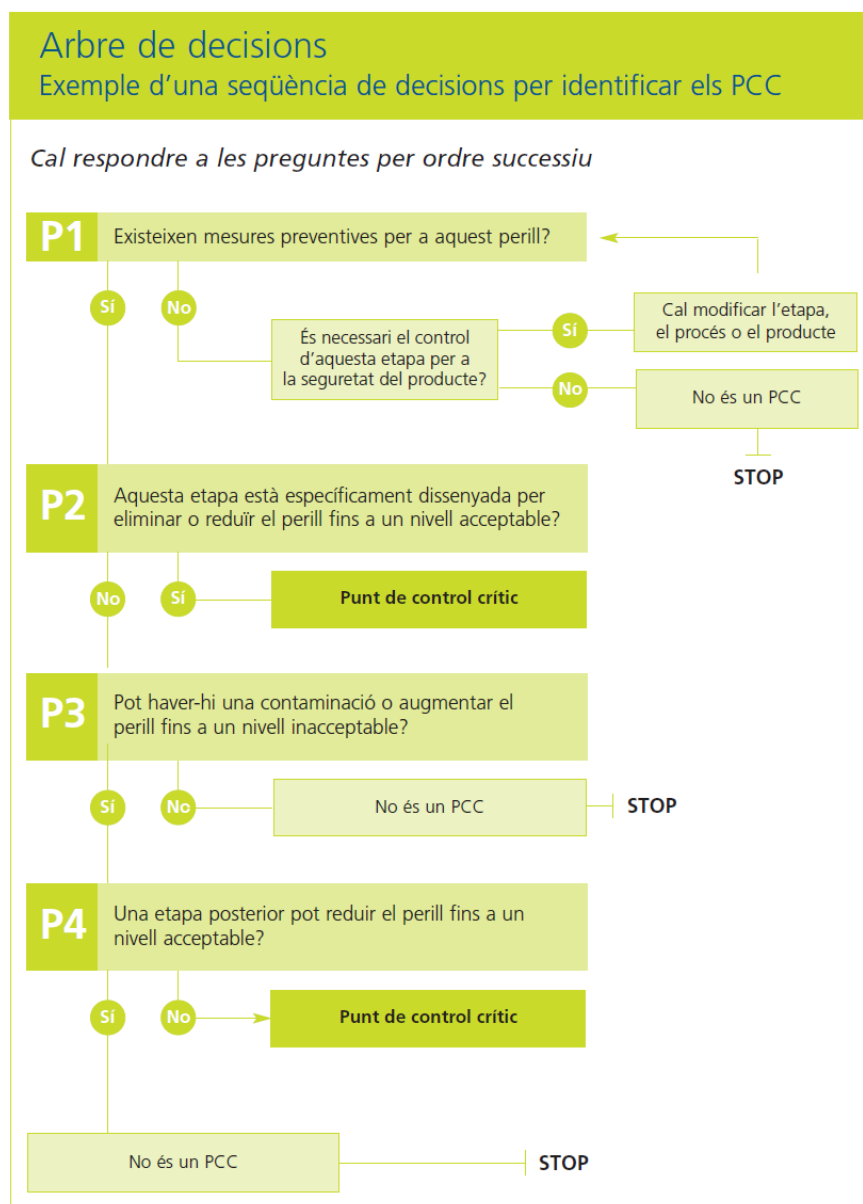 Arbre de decisions
Exemple d'una seqüència de decisions per identificar els PCC
Cal respondre a les preguntes per ordre successiu
P1
Existeixen mesures preventives per a aquest perill?
Sí
No
És necessari el control
d'aquesta etapa per a
la seguretat del producte?
Sí
Cal modificar l'etapa,
el procés o el producte
No
No és un PCC
STOP
P2
Aquesta etapa està específicament dissenyada per
eliminar o reduïr el perill fins a un nivell acceptable?
No
Sí
Punt de control crític
P3
Pot haver-hi una contaminació o augmentar el
perill fins a un nivell inacceptable?
Sí
No
No és un PCC
STOP
P4
Una etapa posterior pot reduir el perill fins a un
nivell acceptable?
Sí
No
Punt de control crític
No és un PCC
STOP